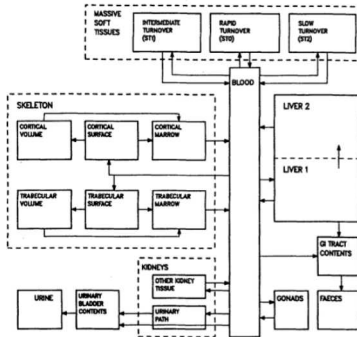 MASSIVE
SOFT
TISSUES
INTERMEDIATE
TURNOVER
(ST1)
RAPID
TURNOVER
(ST0)
SLOW
TURNOVER
(ST2)
BLOOD
SKELETON
CORTICAL
VOLUME
CORTICAL
SURFACE
CORTICAL
MARROW
TRABECULAR
VOLUME
TRABECULAR
SURFACE
TRABECULAR
MARROW
LIVER 2
LIVER 1
GI TRACT
CONTENTS
KIDNEYS
OTHER KIDNEY
TISSUE
URINARY
PATH
URINE
URINARY
BLADDER
CONTENTS
GONADS
FAECES